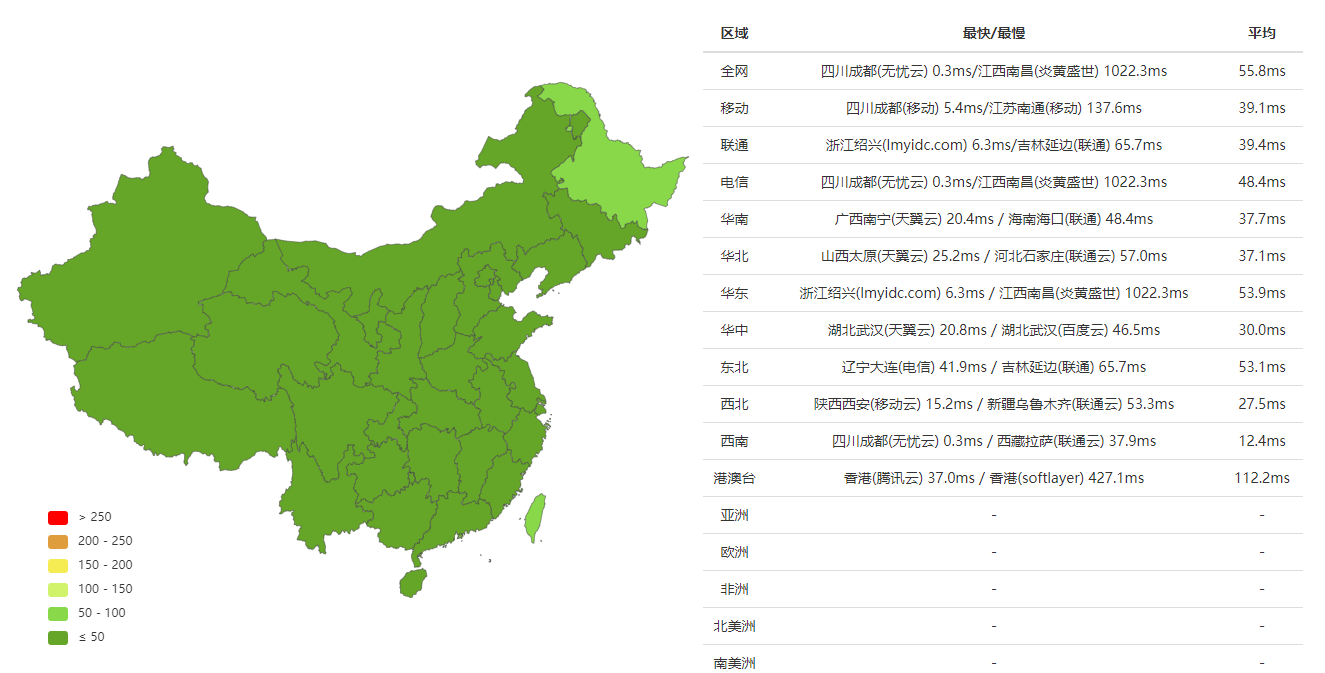 区域 最快/最慢 平均
全网 四川成都(无忧云) 0.3ms/江西南昌(炎黄盛世) 1022.3ms 55.8ms
移动 四川成都(移动) 5.4ms/江苏南通(移动) 137.6ms 39.1ms
联通 浙江绍兴(lmyidc.com) 6.3ms/吉林延边(联通) 65.7ms 39.4ms
电信 四川成都(无忧云) 0.3ms/江西南昌(炎黄盛世) 1022.3ms 48.4ms
华南 广西南宁(天翼云) 20.4ms / 海南海口(联通) 48.4ms 37.7ms
华北 山西太原(天翼云) 25.2ms / 河北石家庄(联通云) 57.0ms 37.1ms
华东 浙江绍兴(lmyidc.com) 6.3ms / 江西南昌(炎黄盛世) 1022.3ms 53.9ms
华中 湖北武汉(天翼云) 20.8ms / 湖北武汉(百度云) 46.5ms 30.0ms
东北 辽宁大连(电信) 41.9ms / 吉林延边(联通) 65.7ms 53.1ms
西北 陕西西安(移动云) 15.2ms / 新疆乌鲁木齐(联通云) 53.3ms 27.5ms
西南 四川成都(无忧云) 0.3ms / 西藏拉萨(联通云) 37.9ms 12.4ms
港澳台 香港(腾讯云) 37.0ms / 香港(softlayer) 427.1ms 112.2ms
亚洲 - -
欧洲 - -
非洲 - -
北美洲 - -
南美洲 - -
> 250
200 - 250
150 - 200
100 - 150
50 - 100
≤ 50